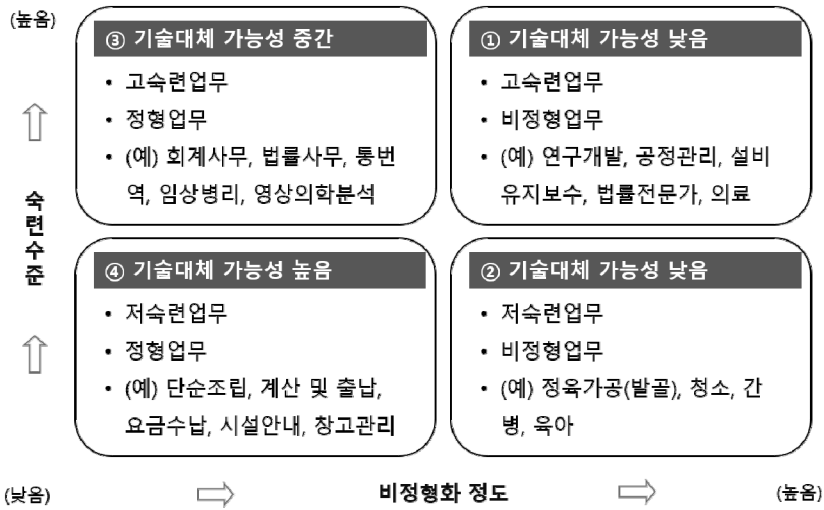 (높음)
③ 기술대체 가능성 중간
• 고숙련업무
• 정형업무
• (예) 회계사무, 법률사무, 통번
역, 임상병리, 영상의학분석
① 기술대체 가능성 낮음
• 고숙련업무
• 비정형업무
• (예) 연구개발, 공정관리, 설비
유지보수, 법률전문가, 의료
숙련수준
④ 기술대체 가능성 높음
• 저숙련업무
• 정형업무
• (예) 단순조립, 계산 및 출납,
요금수납, 시설안내, 창고관리
② 기술대체 가능성 낮음
• 저숙련업무
• 비정형업무
• (예) 정육가공(발골), 청소, 간
병, 육아
(낮음)
비정형화 정도
(높음)